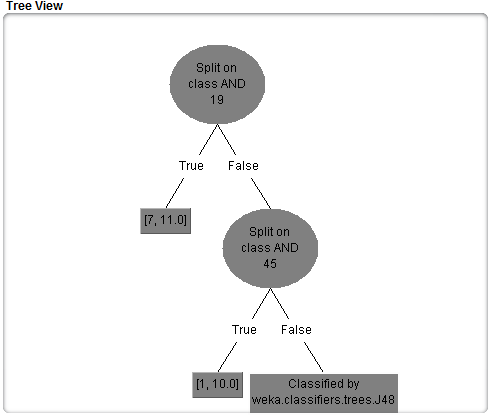 Tree View
Split on
class AND
19
True
False
[7, 11.0]
Split on
class AND
45
True
False
[1, 10.0]
Classified by
weka.classifiers.trees.J48